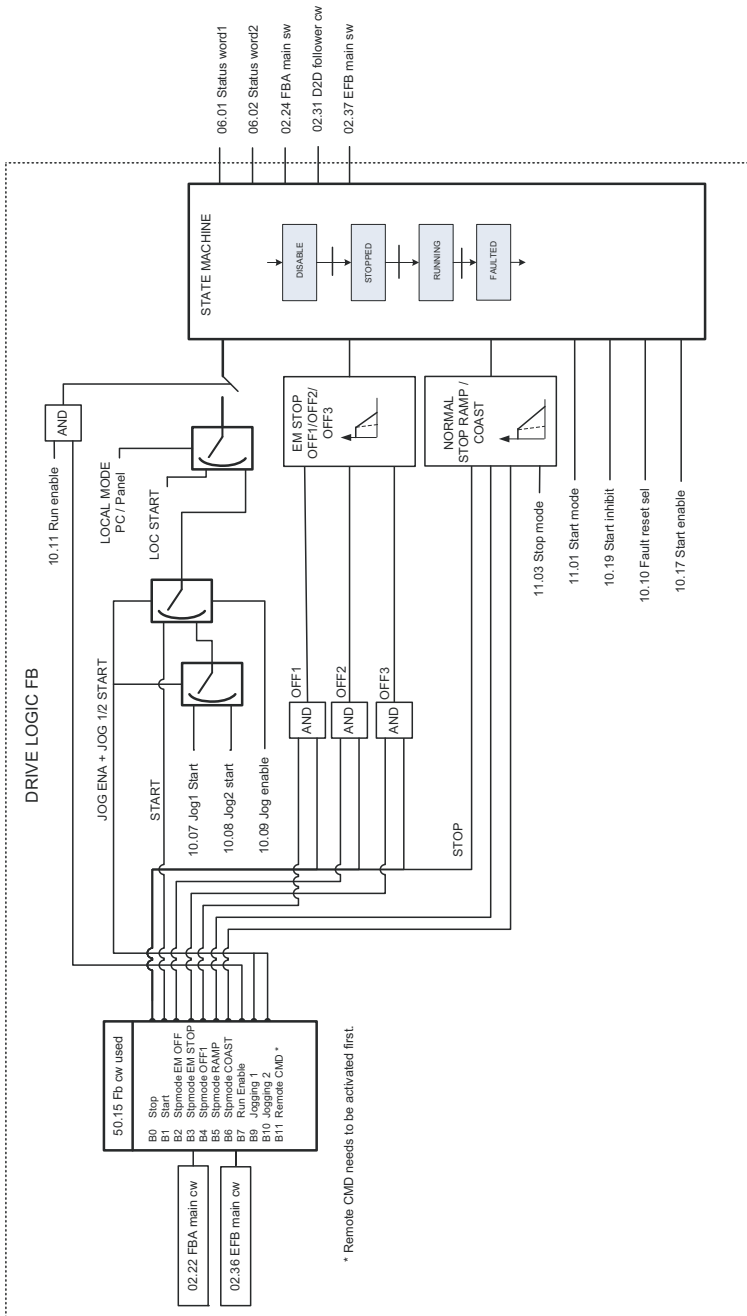 DRIVE LOGIC FB
50.15 Fb cw used
B0 Stop
B1 Start
B2 Stpmode EM OFF
B3 Stpmode EM STOP
B4 Stpmode OFF1
B5 Stpmode RAMP
B6 Stpmode COAST
B7 Run Enable
B9 Jogging 1
B10 Jogging 2
B11 Remote CMD *
02.22 FBA main cw
02.36 EFB main cw
* Remote CMD needs to be activated first.
JOG ENA + JOG 1/2 START
START
10.07 Jog1 Start
10.08 Jog2 start
10.09 Jog enable
10.11 Run enable
AND
LOCAL MODE
PC / Panel
LOC START
OFF1
AND
OFF2
AND
OFF3
AND
STOP
EM STOP
OFF1/OFF2/
OFF3
NORMAL
STOP RAMP /
COAST
11.03 Stop mode
11.01 Start mode
10.19 Start inhibit
10.10 Fault reset sel
10.17 Start enable
STATE MACHINE
DISABLE
STOPPED
RUNNING
FAULTED
06.01 Status word1
06.02 Status word2
02.24 FBA main sw
02.31 D2D follower cw
02.37 EFB main sw